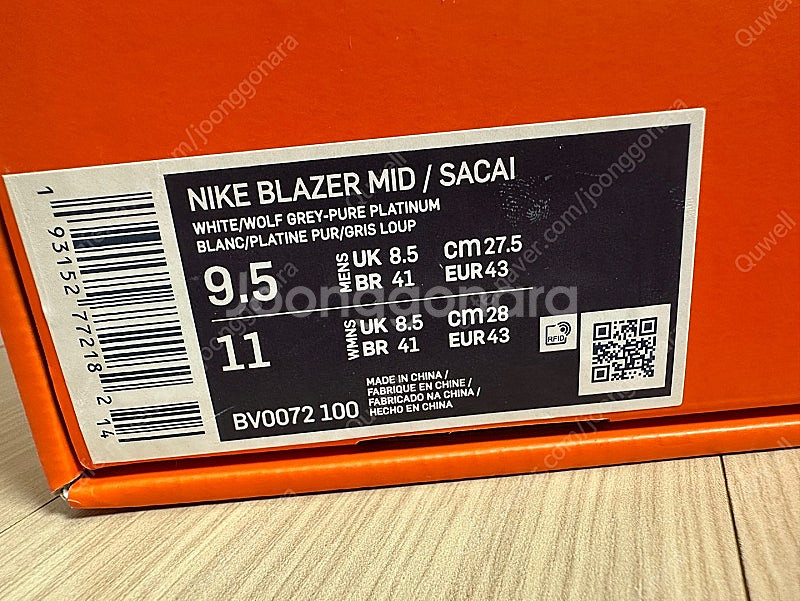 NIKE BLAZER MID / SACAI
WHITE/WOLF GREY-PURE PLATINUM
BLANC/PLATINE PUR/GRIS LOUP
9.5 MENS UK 8.5 CM 27.5
BR 41 EUR 43
11 WMNS UK 8.5 CM 28
BR 41 EUR 43
RFID
MADE IN CHINA /
FABRIQUE EN CHINE /
FABRICADO NA CHINA /
HECHO EN CHINA
BV0072 100
1 93152 77218 2 14
Joonggonara
Quwell